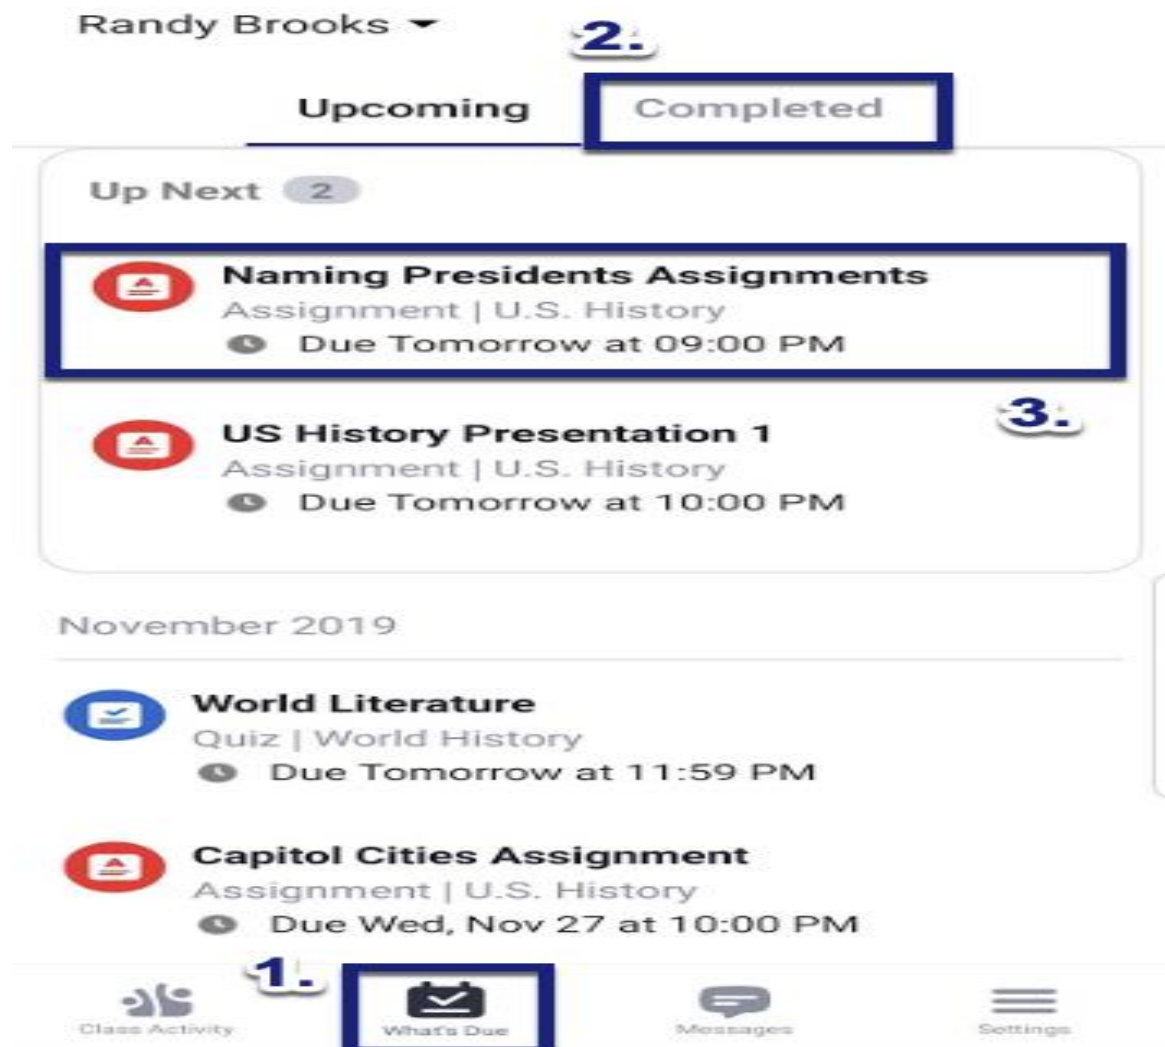 Randy Brooks
2.
Upcoming Completed
Up Next 2
Naming Presidents Assignments
Assignment | U.S. History
Due Tomorrow at 09:00 PM
3.
US History Presentation 1
Assignment | U.S. History
Due Tomorrow at 10:00 PM
November 2019
World Literature
Quiz | World History
Due Tomorrow at 11:59 PM
Capitol Cities Assignment
Assignment | U.S. History
Due Wed, Nov 27 at 10:00 PM
1.
Class Activity What's Due Messages Settings